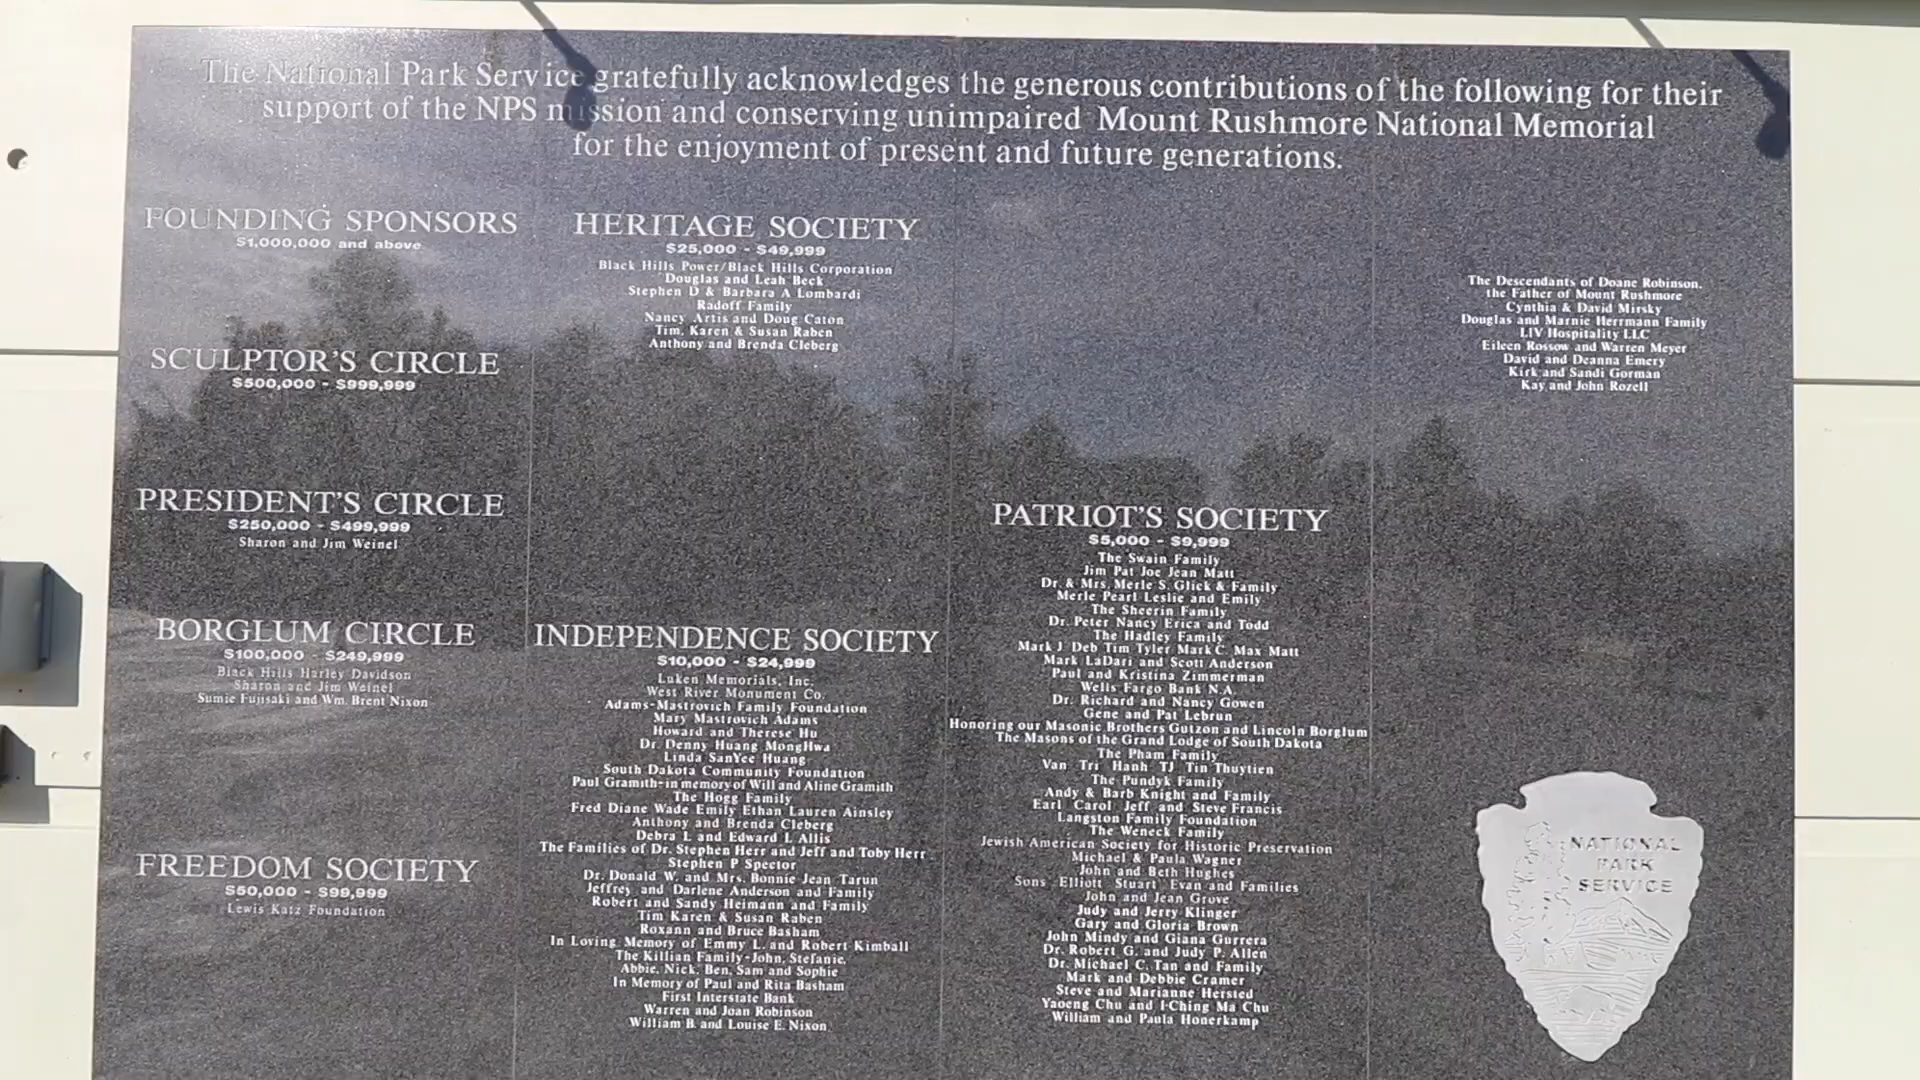 The National Park Service gratefully acknowledges the generous contributions of the following for their
support of the NPS mission and conserving unimpaired Mount Rushmore National Memorial
for the enjoyment of present and future generations.
FOUNDING SPONSORS
$1,000,000 and above
SCULPTOR'S CIRCLE
$500,000 - $999,999
PRESIDENT'S CIRCLE
$250,000 - $499,999
Sharon and Jim Weinel
BORGLUM CIRCLE
$100,000 - $249,999
Black Hills Harley Davidson
Sharon and Jim Weinel
Sumie Fujisaki and Wm. Brent Nixon
FREEDOM SOCIETY
$50,000 - $99,999
Lewis Katz Foundation
HERITAGE SOCIETY
$25,000 - $49,999
Black Hills Power/Black Hills Corporation
Douglas and Leah Beck
Stephen D & Barbara A Lombardi
Radoff Family
Nancy Artis and Doug Caton
Tim, Karen & Susan Raben
Anthony and Brenda Cleberg
INDEPENDENCE SOCIETY
$10,000 - $24,999
Luken Memorials, Inc.
West River Monument Co.
Adams-Mastrovich Family Foundation
Mary Mastrovich Adams
Howard and Therese Hu
Dr. Denny Huang MongHwa
Linda SanYee Huang
South Dakota Community Foundation
Paul Gramith-in memory of Will and Aline Gramith
The Hogg Family
Fred Diane Wade Emily Ethan Lauren Ainsley
Anthony and Brenda Cleberg
Debra L and Edward L Allis
The Families of Dr. Stephen Herr and Jeff and Toby Herr
Stephen P Spector
Dr. Donald W. and Mrs. Bonnie Jean Tarun
Jeffrey and Darlene Anderson and Family
Robert and Sandy Heimann and Family
Tim Karen & Susan Raben
Roxann and Bruce Basham
In Loving Memory of Emmy L. and Robert Kimball
The Killian Family-John, Stefanie,
Abbie, Nick, Ben, Sam and Sophie
In Memory of Paul and Rita Basham
First Interstate Bank
Warren and Joan Robinson
William B. and Louise E. Nixon
PATRIOT'S SOCIETY
$5,000 - $9,999
The Swain Family
Jim Pat Joe Jean Matt
Dr. & Mrs. Merle S. Glick & Family
Merle Pearl Leslie and Emily
The Sheerin Family
Dr. Peter Nancy Erica and Todd
The Hadley Family
Mark J Deb Tim Tyler Mark C. Max Matt
Mark LaDari and Scott Anderson
Paul and Kristina Zimmerman
Wells Fargo Bank N.A.
Dr. Richard and Nancy Gowen
Gene and Pat Lebrun
Honoring our Masonic Brothers Gutzon and Lincoln Borglum
The Masons of the Grand Lodge of South Dakota
The Pham Family
Van Tri Hanh TJ Tin Thuytien
The Pundyk Family
Andy & Barb Knight and Family
Earl Carol Jeff and Steve Francis
Langston Family Foundation
The Weneck Family
Jewish American Society for Historic Preservation
Michael & Paula Wagner
John and Beth Hughes
Sons Elliott Stuart Evan and Families
John and Jean Grove
Judy and Jerry Klinger
Gary and Gloria Brown
John Mindy and Giana Gurrera
Dr. Robert G. and Judy P. Allen
Dr. Michael C. Tan and Family
Mark and Debbie Cramer
Steve and Marianne Hersted
Yaoeng Chu and I-Ching Ma Chu
William and Paula Honerkamp
The Descendants of Doane Robinson,
the Father of Mount Rushmore
Cynthia & David Mirsky
Douglas and Marnie Herrmann Family
LIV Hospitality LLC
Eileen Rossow and Warren Meyer
David and Deanna Emery
Kirk and Sandi Gorman
Kay and John Rozell
NATIONAL
PARK
SERVICE